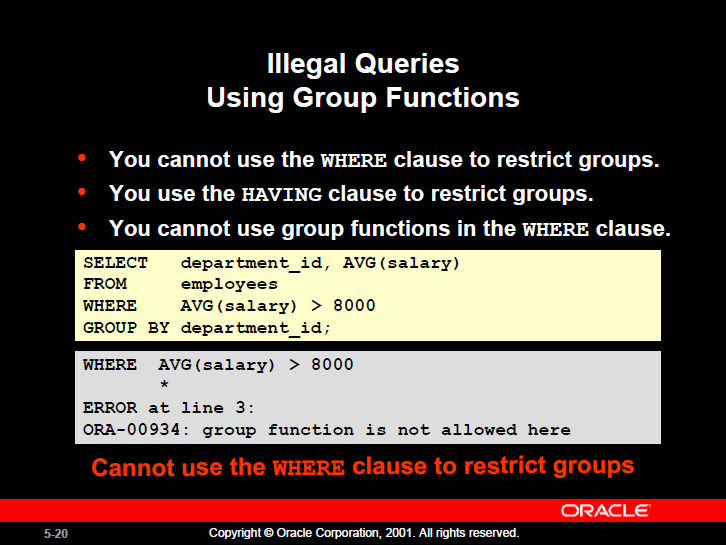 Illegal Queries
Using Group Functions
• You cannot use the WHERE clause to restrict groups.
• You use the HAVING clause to restrict groups.
• You cannot use group functions in the WHERE clause.
SELECT   department_id, AVG(salary)
FROM     employees
WHERE    AVG(salary) > 8000
GROUP BY department_id;
WHERE  AVG(salary) > 8000
       *
ERROR at line 3:
ORA-00934: group function is not allowed here
Cannot use the WHERE clause to restrict groups
ORACLE
5-20
Copyright © Oracle Corporation, 2001. All rights reserved.